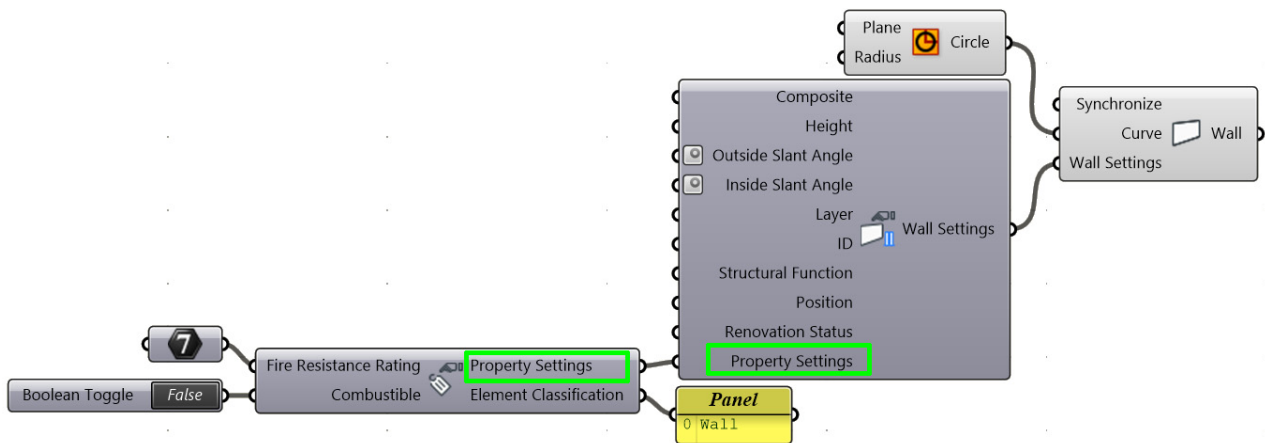 Plane
Radius
Circle
Composite
Height
Outside Slant Angle
Inside Slant Angle
Layer
ID
Structural Function
Position
Renovation Status
Property Settings
Wall Settings
Synchronize
Curve
Wall Settings
Wall
7
Boolean Toggle False
Fire Resistance Rating
Combustible
Property Settings
Element Classification
Panel
0 Wall